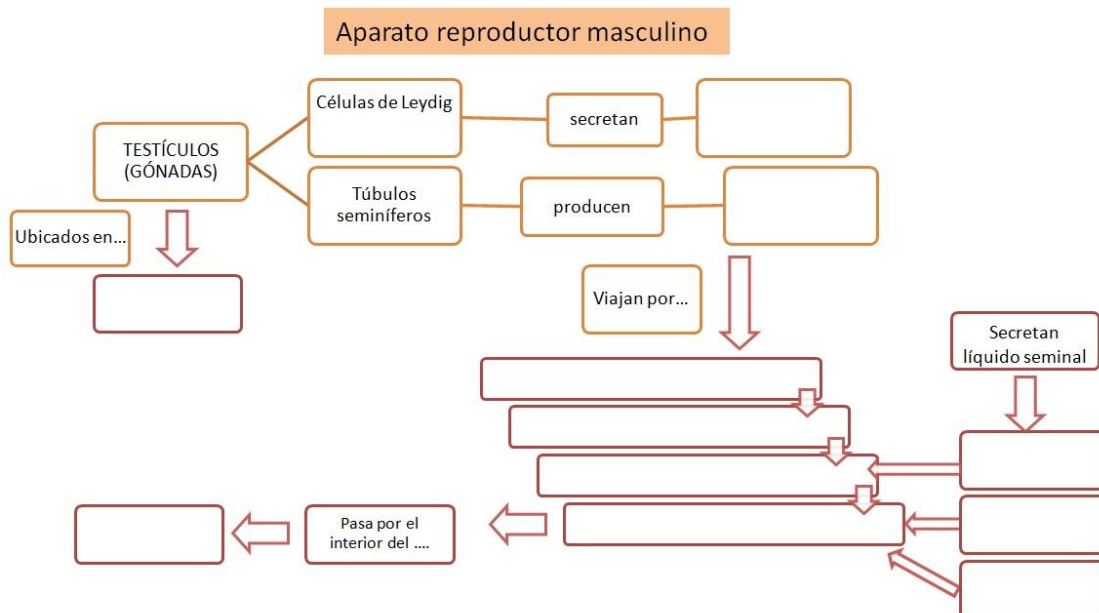 Aparato reproductor masculino
Células de Leydig
secretan
TESTÍCULOS
(GÓNADAS)
Túbulos
seminíferos
producen
Ubicados en...
Viajan por...
Secretan
líquido seminal
Pasa por el
interior del ....